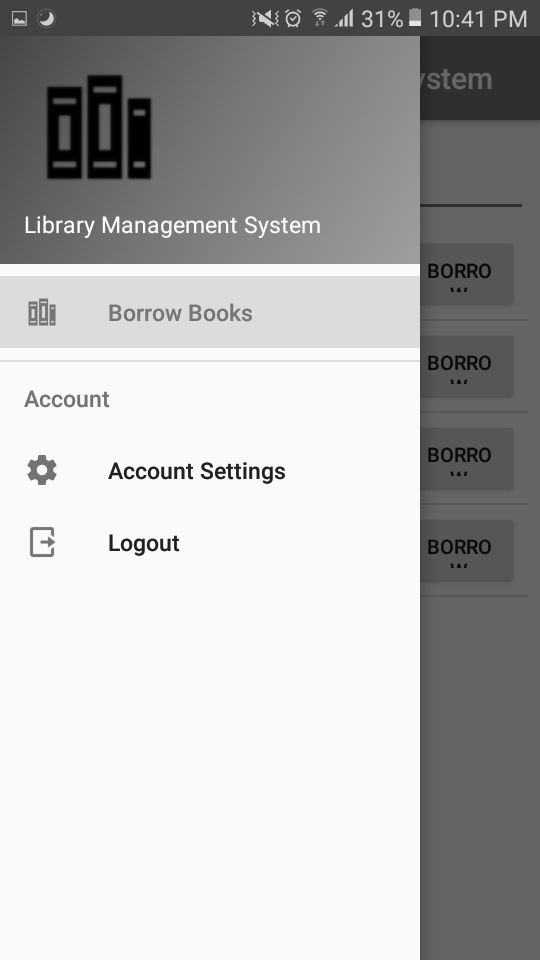 31% 10:41 PM
ystem
Library Management System
Borrow Books
Account
Account Settings
Logout
BORRO
W
BORRO
W
BORRO
W
BORRO
W